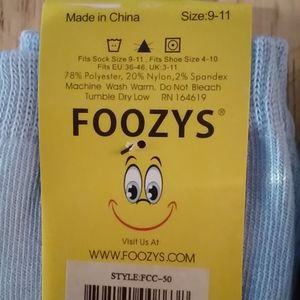 Made in China Size:9-11
Fits Sock Size 9-11, Fits Shoe Size 4-10
Fits EU 36-46, UK:3-11
78% Polyester, 20% Nylon,2% Spandex
Machine Wash Warm, Do Not Bleach
Tumble Dry Low RN 164619
FOOZYS®
Visit Us At
WWW.FOOZYS.COM
STYLE:FCC-50